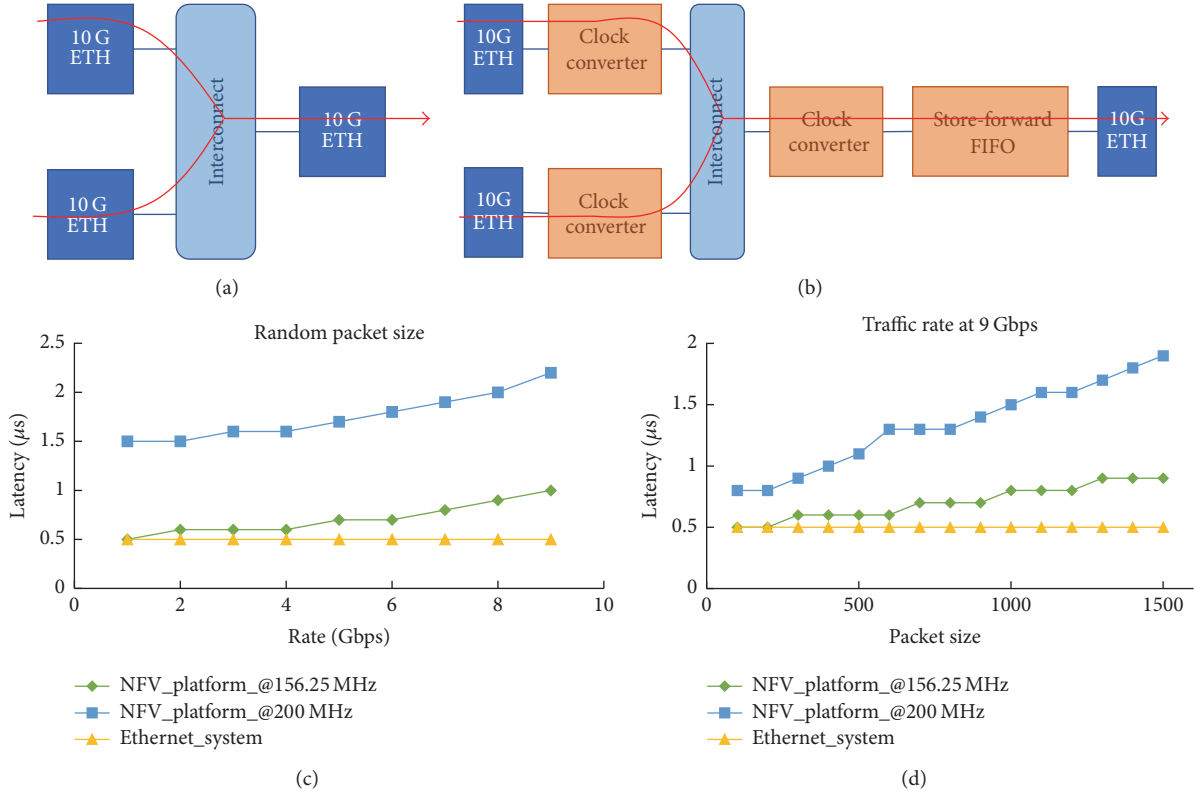 10 G
ETH
10 G
ETH
Interconnect
10 G
ETH
(a)
10G
ETH
Clock
converter
10G
ETH
Clock
converter
Interconnect
Clock
converter
Store-forward
FIFO
10G
ETH
(b)
Random packet size
Latency (μs)
2.5
2
1.5
1
0.5
0
0 2 4 6 8 10
Rate (Gbps)
NFV_platform_@156.25 MHz
NFV_platform_@200 MHz
Ethernet_system
(c)
Traffic rate at 9 Gbps
Latency (μs)
2
1.5
1
0.5
0
0 500 1000 1500
Packet size
NFV_platform_@156.25 MHz
NFV_platform_@200 MHz
Ethernet_system
(d)